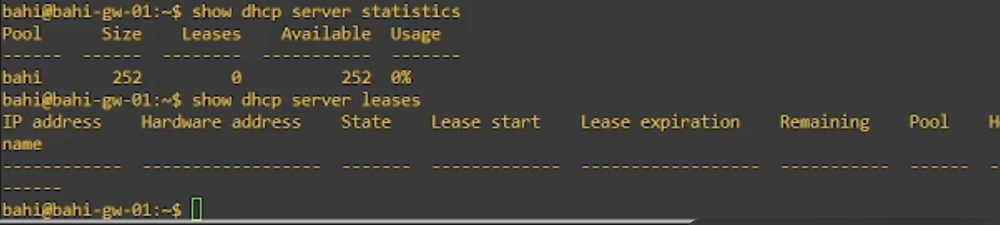 bahi@bahi-gw-01:~$ show dhcp server statistics
Pool      Size    Leases    Available  Usage
------  ------  --------  -----------  -------
bahi       252         0          252  0%
bahi@bahi-gw-01:~$ show dhcp server leases
IP address    Hardware address    State    Lease start    Lease expiration    Remaining    Pool
name
------------  ------------------  -------  -------------  ------------------  -----------  ------  -
------
bahi@bahi-gw-01:~$